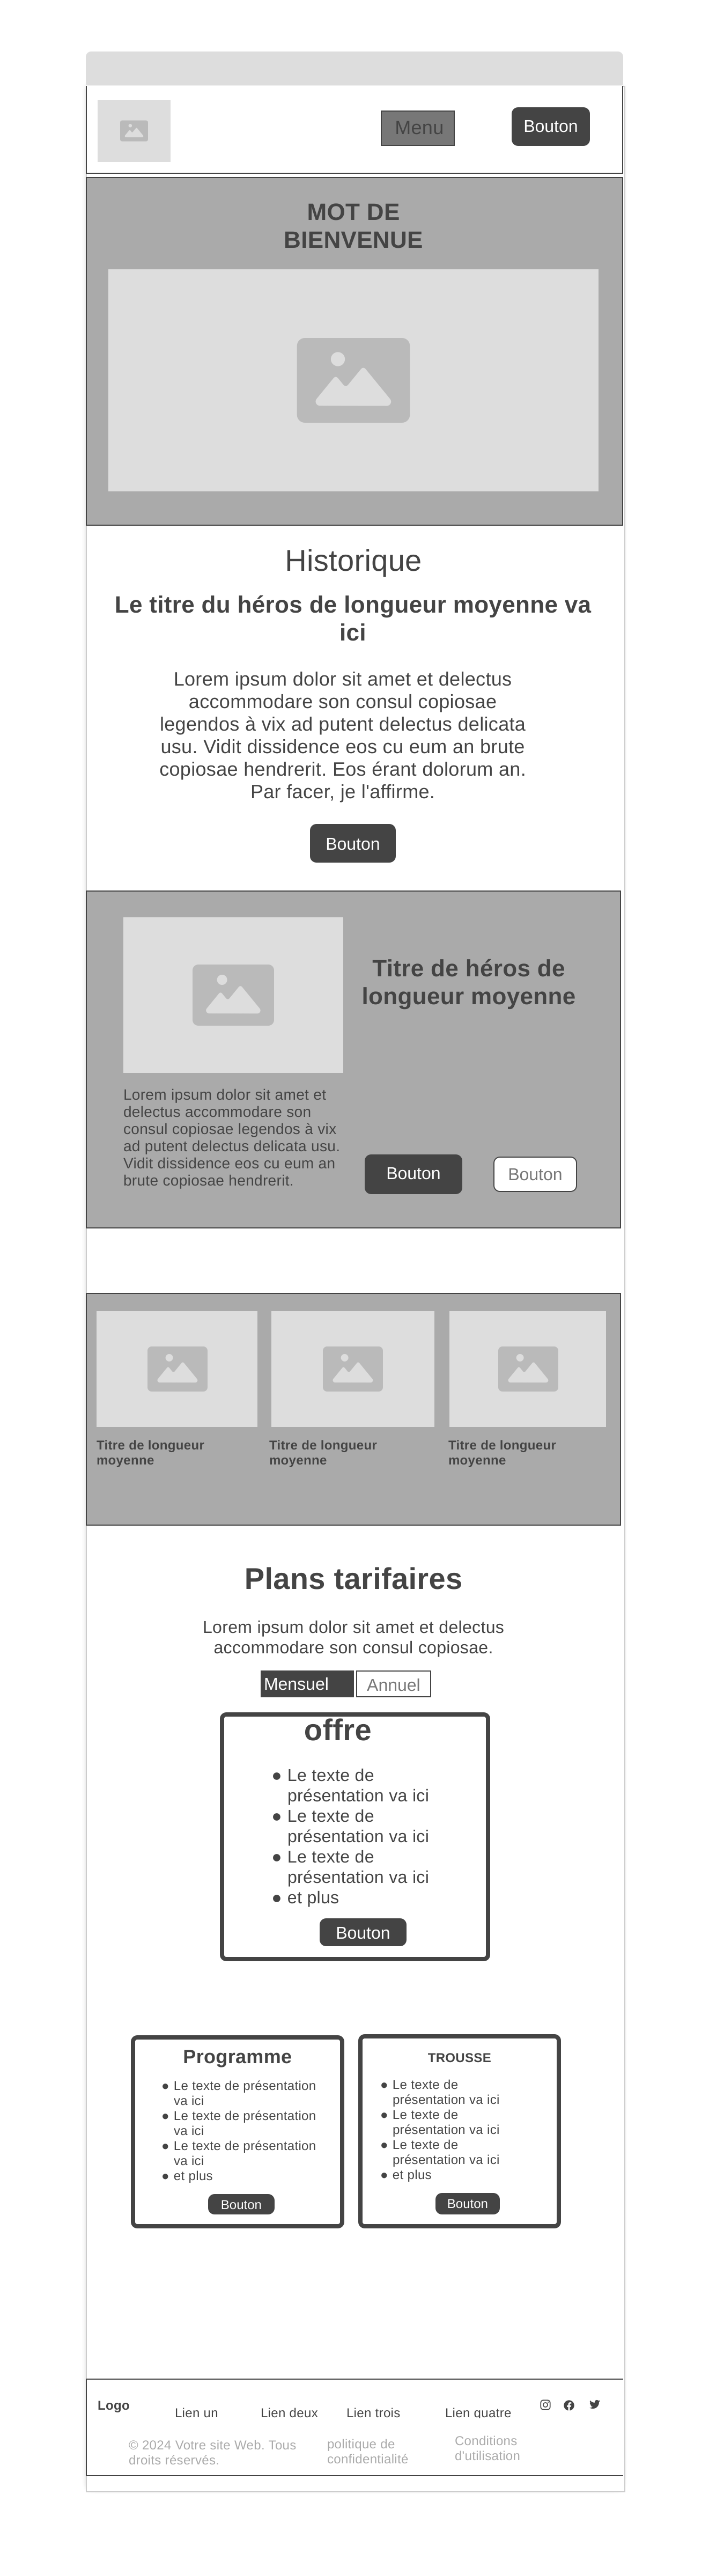 Menu
Bouton
MOT DE
BIENVENUE
Historique
Le titre du héros de longueur moyenne va
ici
Lorem ipsum dolor sit amet et delectus
accommodare son consul copiosae
legendos à vix ad putent delectus delicata
usu. Vidit dissidence eos cu eum an brute
copiosae hendrerit. Eos érant dolorum an.
Par facer, je l'affirme.
Bouton
Titre de héros de
longueur moyenne
Lorem ipsum dolor sit amet et
delectus accommodare son
consul copiosae legendos à vix
ad putent delectus delicata usu.
Vidit dissidence eos cu eum an
brute copiosae hendrerit.
Bouton
Bouton
Titre de longueur
moyenne
Titre de longueur
moyenne
Titre de longueur
moyenne
Plans tarifaires
Lorem ipsum dolor sit amet et delectus
accommodare son consul copiosae.
Mensuel
Annuel
offre
● Le texte de
présentation va ici
● Le texte de
présentation va ici
● Le texte de
présentation va ici
● et plus
Bouton
Programme
● Le texte de présentation
va ici
● Le texte de présentation
va ici
● Le texte de présentation
va ici
● et plus
Bouton
TROUSSE
● Le texte de
présentation va ici
● Le texte de
présentation va ici
● Le texte de
présentation va ici
● et plus
Bouton
Logo
Lien un
Lien deux
Lien trois
Lien quatre
© 2024 Votre site Web. Tous
droits réservés.
politique de
confidentialité
Conditions
d'utilisation